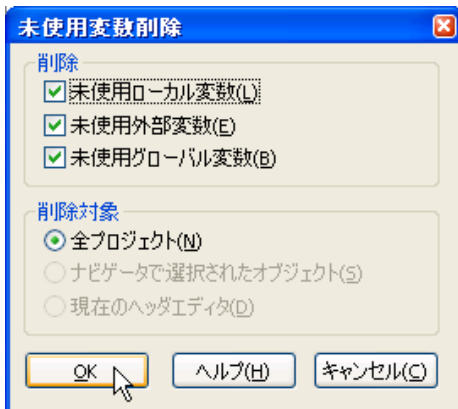 未使用変数削除
削除
未使用ローカル変数(L)
未使用外部変数(E)
未使用グローバル変数(B)
削除対象
全プロジェクト(N)
ナビゲータで選択されたオブジェクト(S)
現在のヘッダエディタ(D)
OK ヘルプ(H) キャンセル(C)